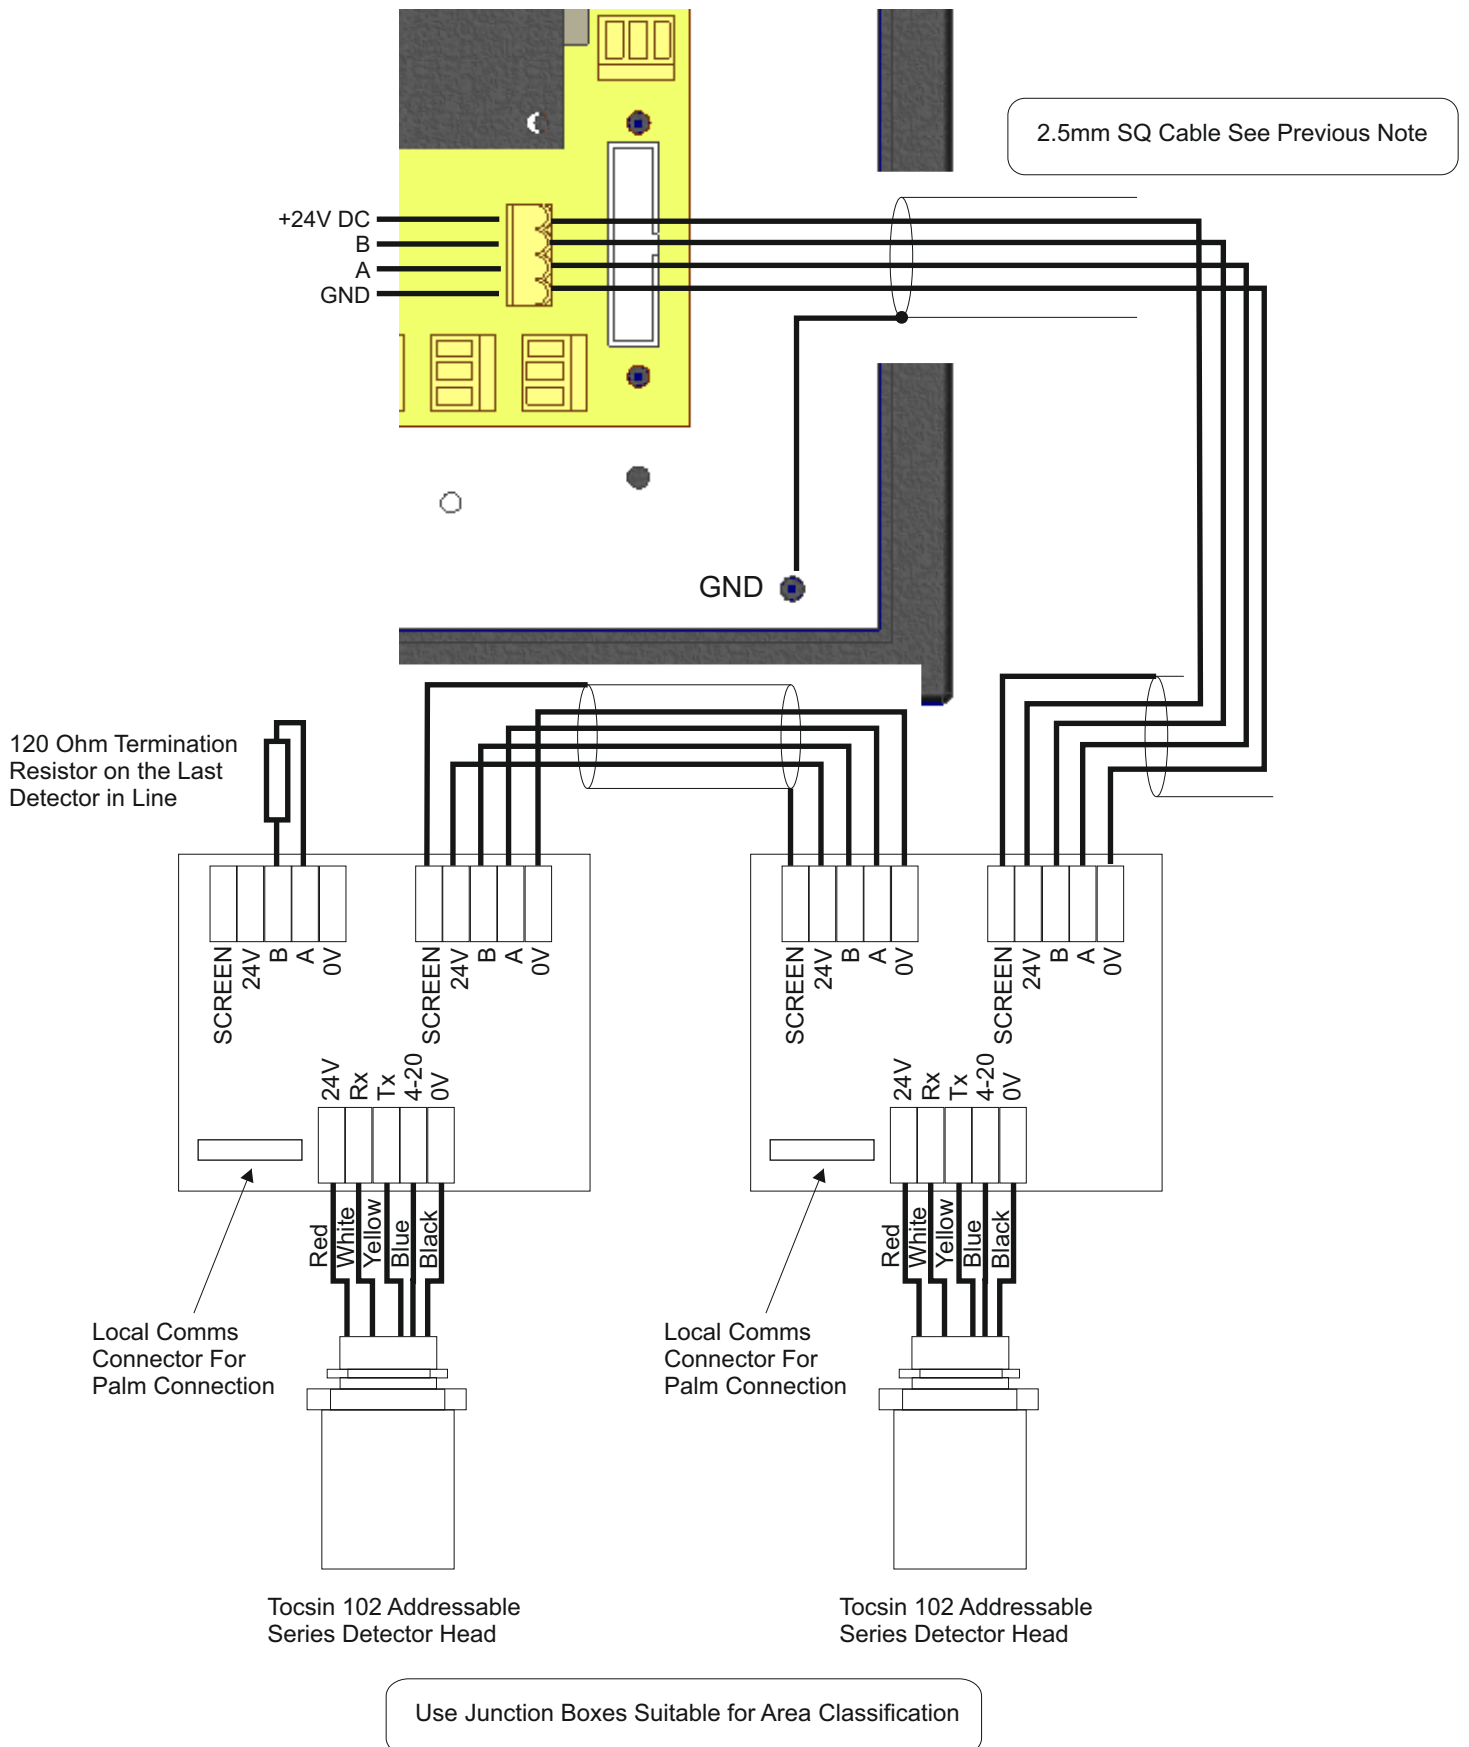 2.5mm SQ Cable See Previous Note
+24V DC
B
A
GND
GND
120 Ohm Termination
Resistor on the Last
Detector in Line
SCREEN
24V
B
A
0V
SCREEN
24V
B
A
0V
SCREEN
24V
B
A
0V
SCREEN
24V
B
A
0V
24V
Rx
Tx
4-20
0V
24V
Rx
Tx
4-20
0V
Red
White
Yellow
Blue
Black
Red
White
Yellow
Blue
Black
Local Comms
Connector For
Palm Connection
Local Comms
Connector For
Palm Connection
Tocsin 102 Addressable
Series Detector Head
Tocsin 102 Addressable
Series Detector Head
Use Junction Boxes Suitable for Area Classification